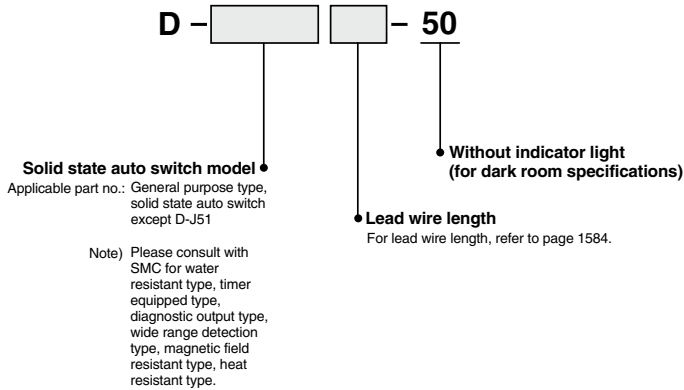 D – – 50
Without indicator light
(for dark room specifications)
Solid state auto switch model
Applicable part no.: General purpose type,
solid state auto switch
except D-J51
Lead wire length
For lead wire length, refer to page 1584.
Note) Please consult with
SMC for water
resistant type, timer
equipped type,
diagnostic output type,
wide range detection
type, magnetic field
resistant type, heat
resistant type.